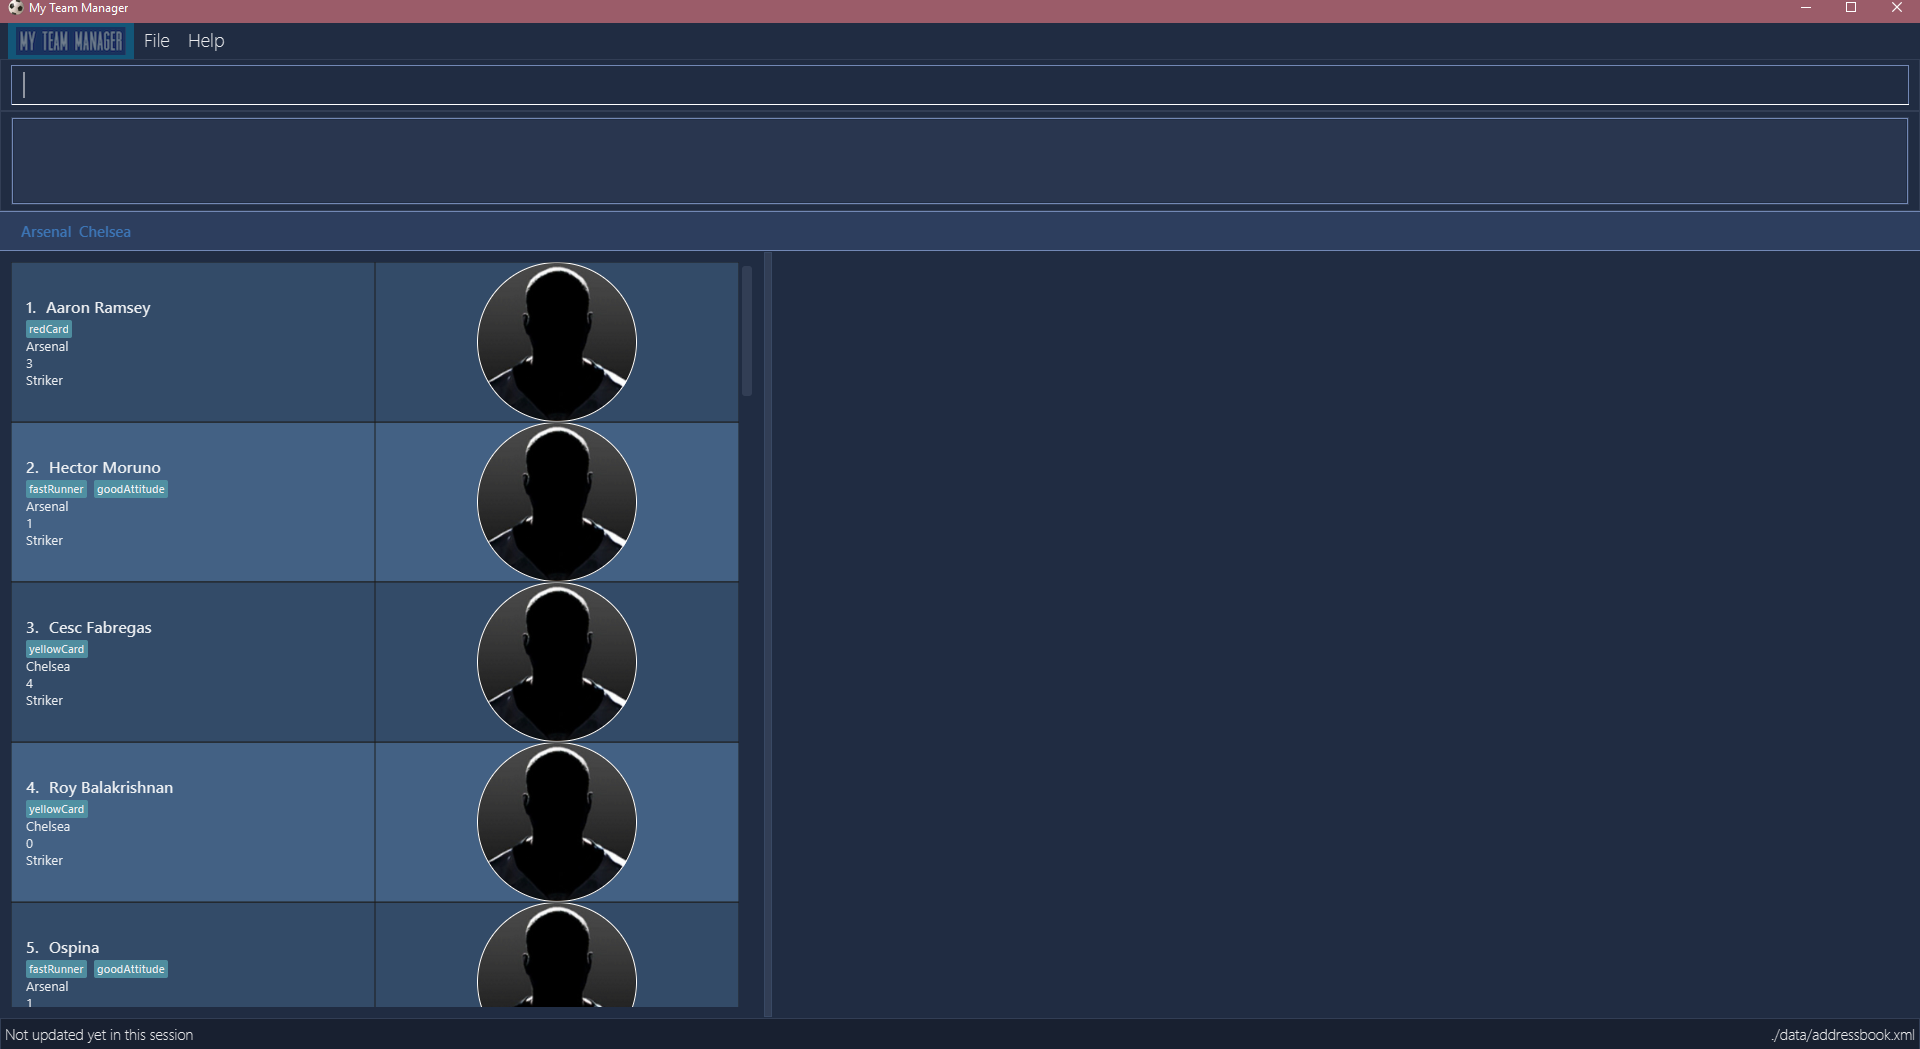 My Team Manager
MY TEAM MANAGER File Help
Arsenal Chelsea
1. Aaron Ramsey
redCard
Arsenal
3
Striker
2. Hector Moruno
fastRunner goodAttitude
Arsenal
1
Striker
3. Cesc Fabregas
yellowCard
Chelsea
4
Striker
4. Roy Balakrishnan
yellowCard
Chelsea
0
Striker
5. Ospina
fastRunner goodAttitude
Arsenal
1
Not updated yet in this session
./data/addressbook.xml